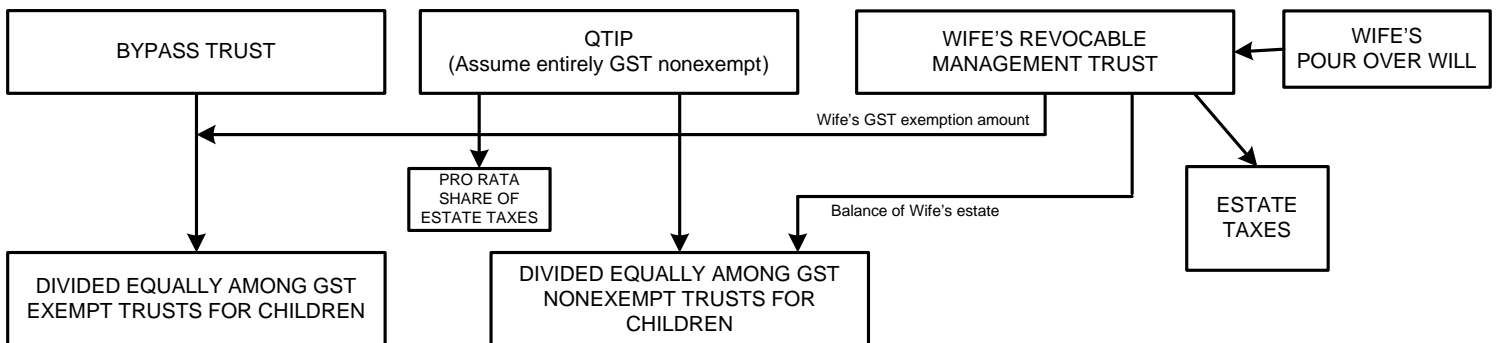 BYPASS TRUST
QTIP
(Assume entirely GST nonexempt)
WIFE'S REVOCABLE
MANAGEMENT TRUST
WIFE'S
POUR OVER WILL
Wife's GST exemption amount
PRO RATA
SHARE OF
ESTATE TAXES
Balance of Wife's estate
ESTATE
TAXES
DIVIDED EQUALLY AMONG GST
EXEMPT TRUSTS FOR CHILDREN
DIVIDED EQUALLY AMONG GST
NONEXEMPT TRUSTS FOR
CHILDREN